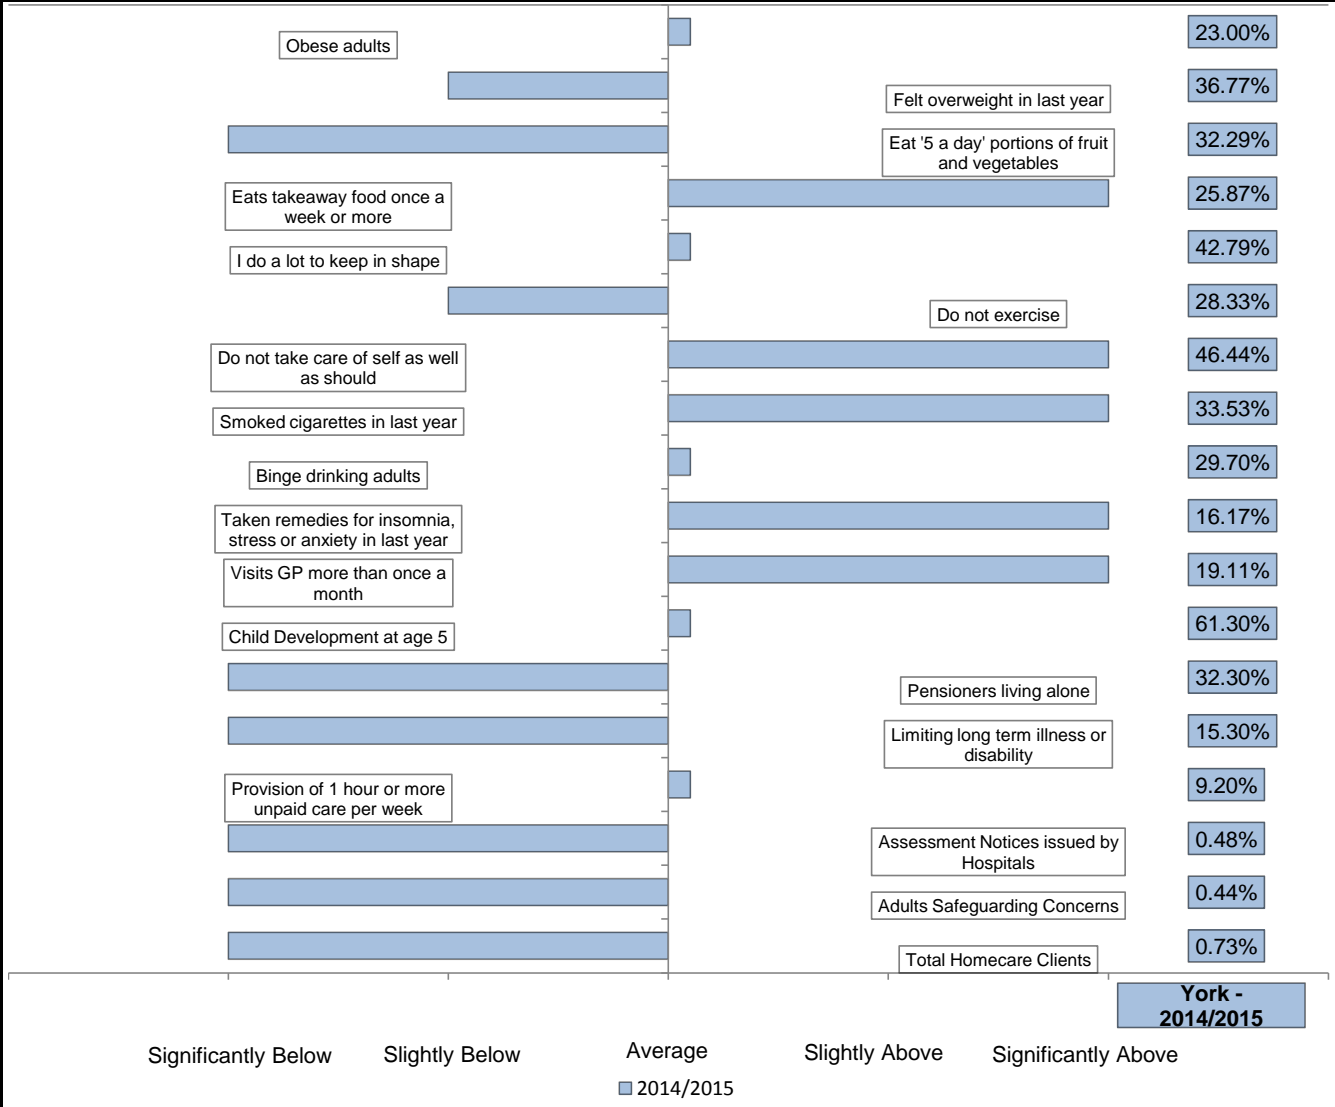 Obese adults
23.00%
Felt overweight in last year
36.77%
Eat '5 a day' portions of fruit
and vegetables
32.29%
Eats takeaway food once a
week or more
25.87%
I do a lot to keep in shape
42.79%
Do not exercise
28.33%
Do not take care of self as well
as should
46.44%
Smoked cigarettes in last year
33.53%
Binge drinking adults
29.70%
Taken remedies for insomnia,
stress or anxiety in last year
16.17%
Visits GP more than once a
month
19.11%
Child Development at age 5
61.30%
Pensioners living alone
32.30%
Limiting long term illness or
disability
15.30%
Provision of 1 hour or more
unpaid care per week
9.20%
Assessment Notices issued by
Hospitals
0.48%
Adults Safeguarding Concerns
0.44%
Total Homecare Clients
0.73%
York -
2014/2015
Significantly Below
Slightly Below
Average
Slightly Above
Significantly Above
2014/2015